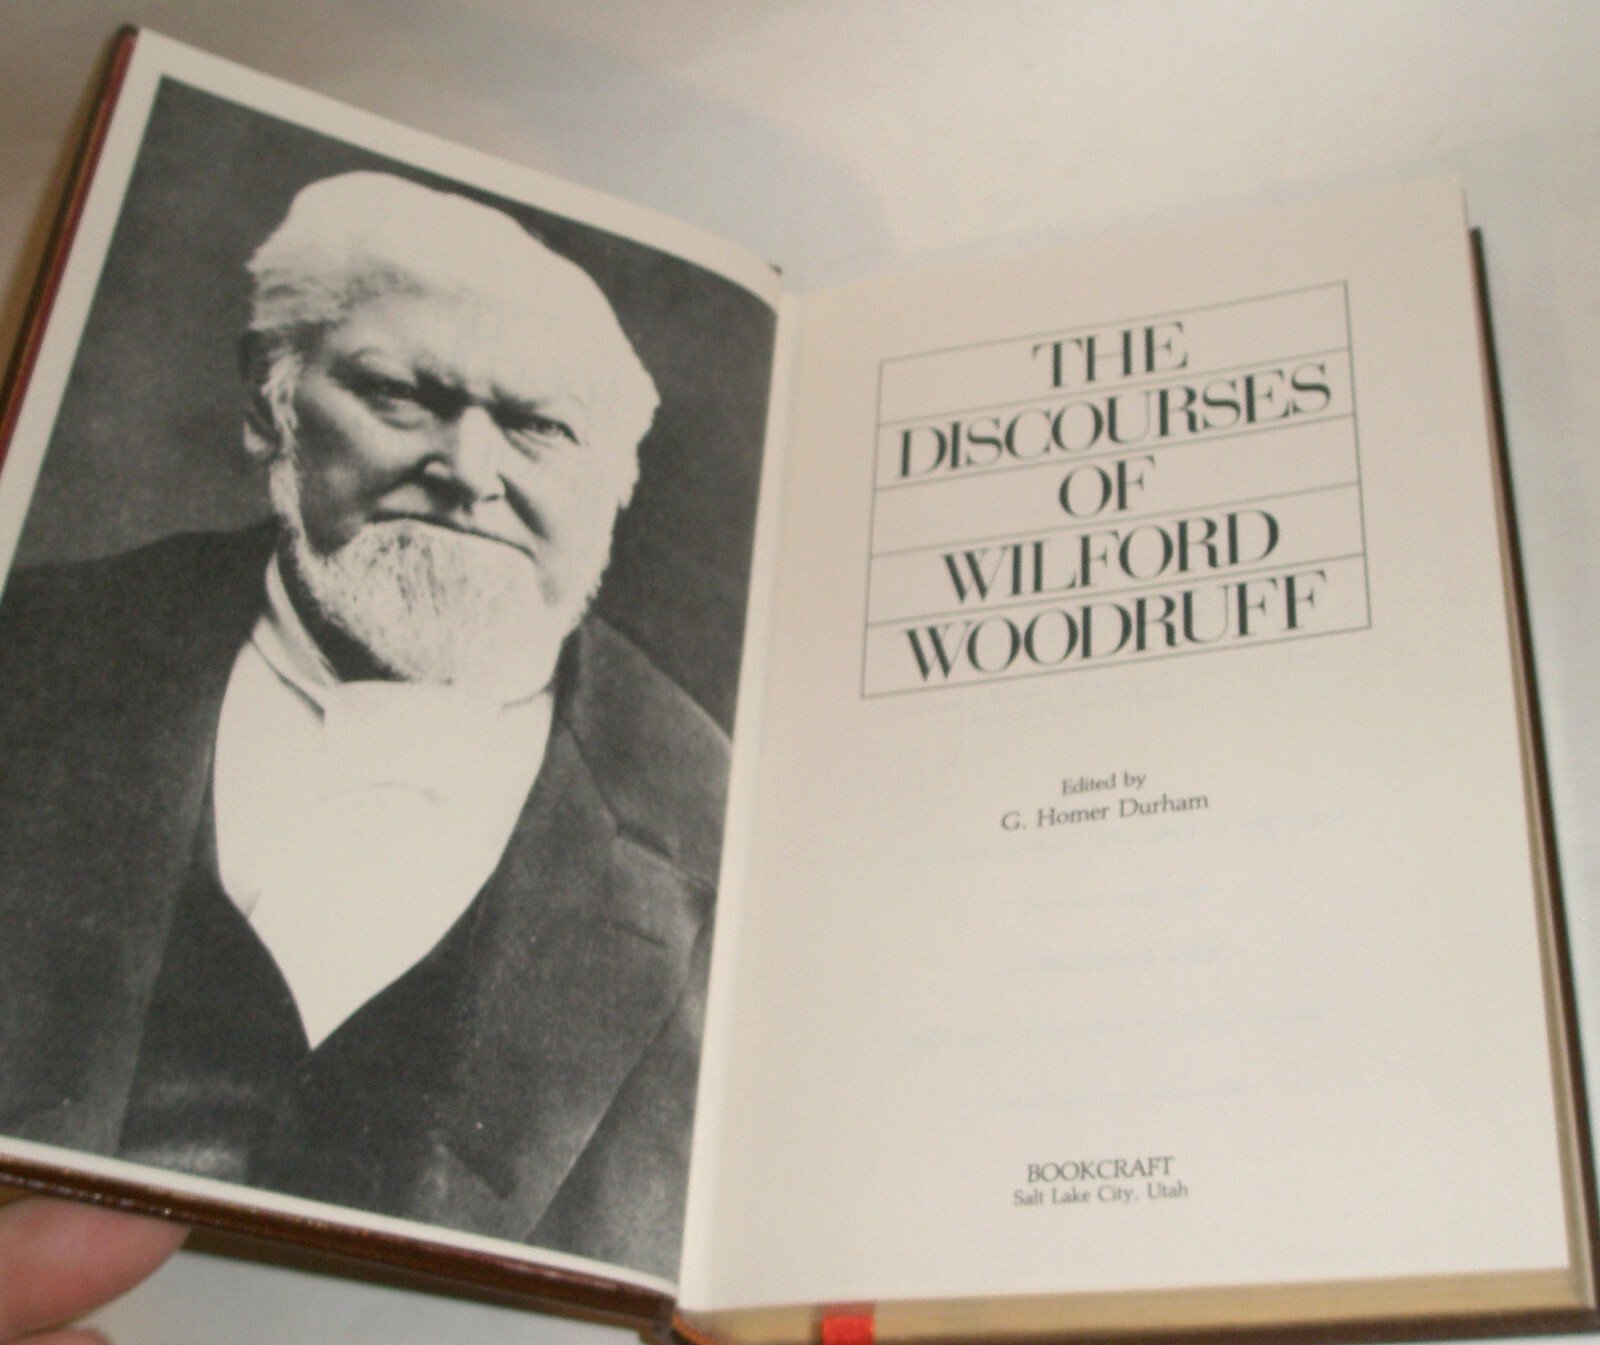 THE
DISCOURSES
OF
WILFORD
WOODRUFF
Edited by
G. Homer Durham
BOOKCRAFT
Salt Lake City, Utah